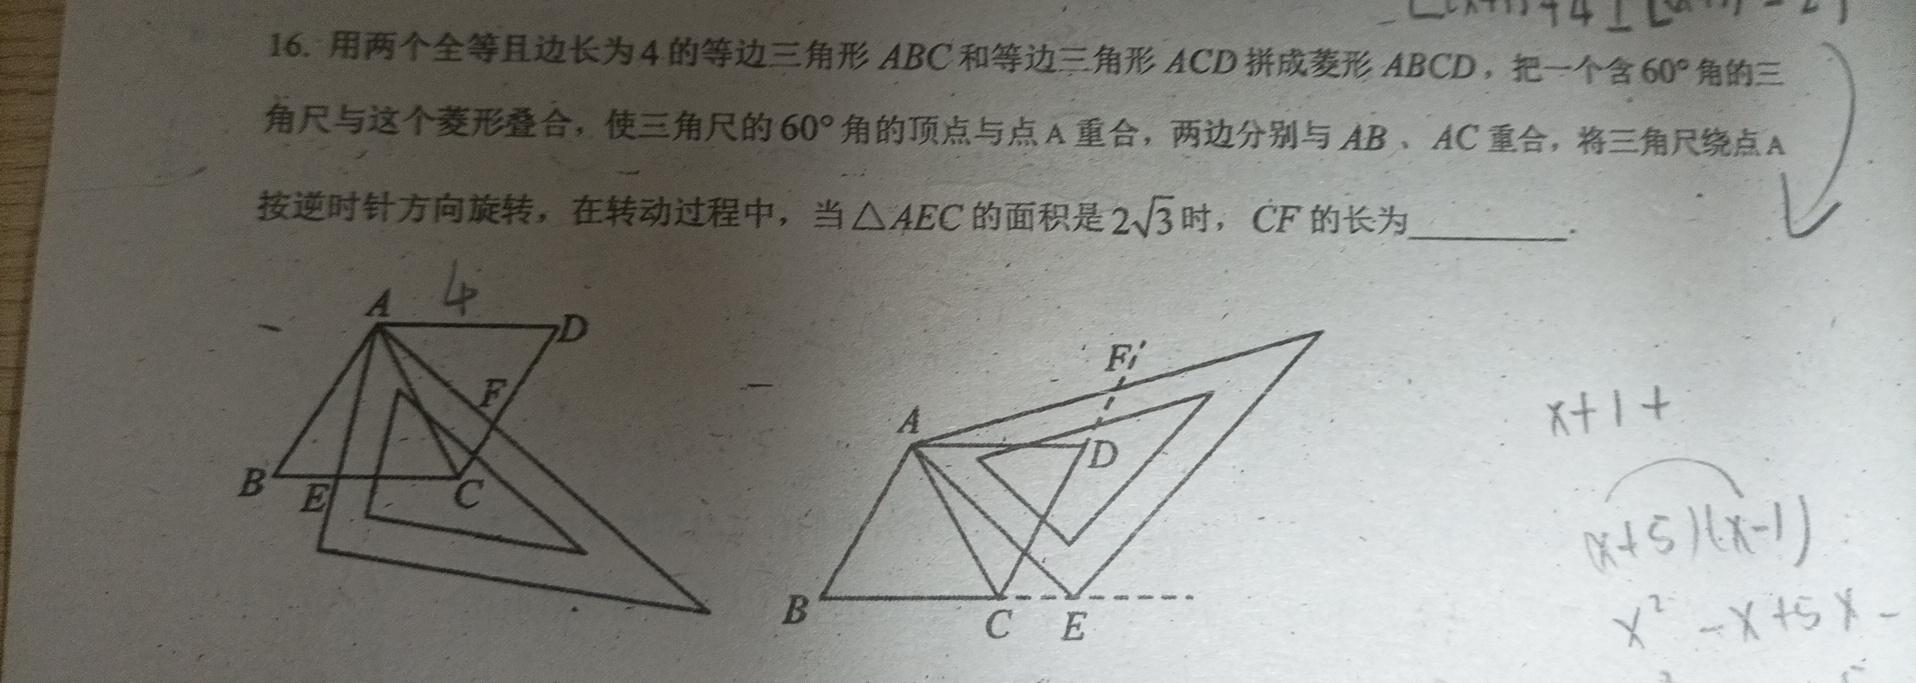 16. 用两个全等且边长为4的等边三角形 ABC 和等边三角形 ACD 拼成菱形 ABCD，把一个含60°角的三
角尺与这个菱形叠合，使三角尺的60°角的顶点与点A重合，两边分别与 AB 、AC 重合，将三角尺绕点A
按逆时针方向旋转，在转动过程中，当△AEC的面积是2√3时，CF 的长为________.
4
A
D
F
B
E
C
F'
A
D
B
C
E
x+1+
(x+5)(x-1)
x² -x+5x-